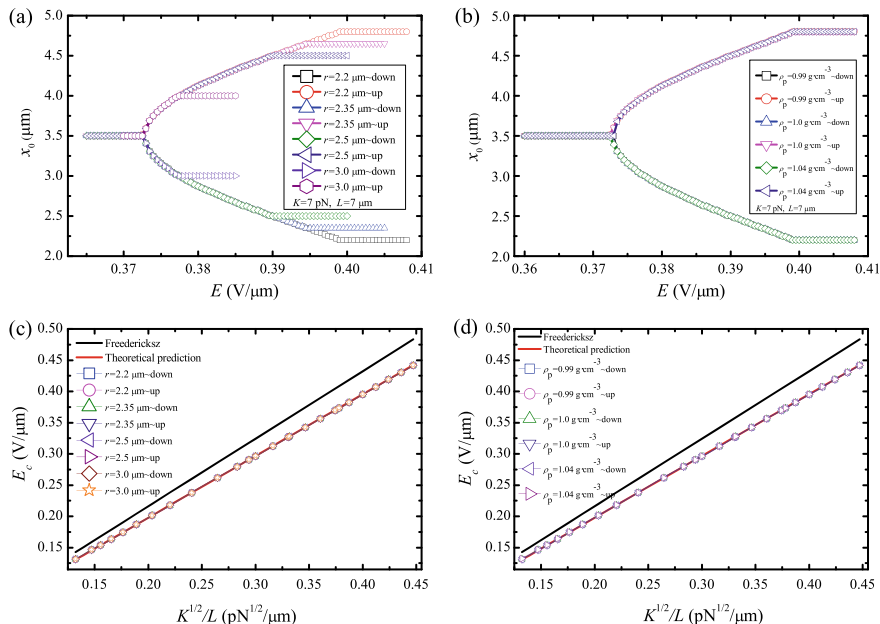 (a)
5.0
4.5
4.0
3.5
3.0
2.5
2.0
x₀ (μm)
r=2.2 μm~down
r=2.2 μm~up
r=2.35 μm~down
r=2.35 μm~up
r=2.5 μm~down
r=2.5 μm~up
r=3.0 μm~down
r=3.0 μm~up
K=7 pN, L=7 μm
0.37 0.38 0.39 0.40 0.41
E (V/μm)
(b)
5.0
4.5
4.0
3.5
3.0
2.5
2.0
x₀ (μm)
ρₚ=0.99 g·cm⁻³~down
ρₚ=0.99 g·cm⁻³~up
ρₚ=1.0 g·cm⁻³~down
ρₚ=1.0 g·cm⁻³~up
ρₚ=1.04 g·cm⁻³~down
ρₚ=1.04 g·cm⁻³~up
K=7 pN, L=7 μm
0.36 0.37 0.38 0.39 0.40 0.41
E (V/μm)
(c)
0.50
0.45
0.40
0.35
0.30
0.25
0.20
0.15
E_c (V/μm)
Freedericksz
Theoretical prediction
r=2.2 μm~down
r=2.2 μm~up
r=2.35 μm~down
r=2.35 μm~up
r=2.5 μm~down
r=2.5 μm~up
r=3.0 μm~down
r=3.0 μm~up
0.15 0.20 0.25 0.30 0.35 0.40 0.45
K^1/2/L (pN^1/2/μm)
(d)
0.50
0.45
0.40
0.35
0.30
0.25
0.20
0.15
E_c (V/μm)
Freedericksz
Theoretical prediction
ρₚ=0.99 g·cm⁻³~down
ρₚ=0.99 g·cm⁻³~up
ρₚ=1.0 g·cm⁻³~down
ρₚ=1.0 g·cm⁻³~up
ρₚ=1.04 g·cm⁻³~down
ρₚ=1.04 g·cm⁻³~up
0.15 0.20 0.25 0.30 0.35 0.40 0.45
K^1/2/L (pN^1/2/μm)